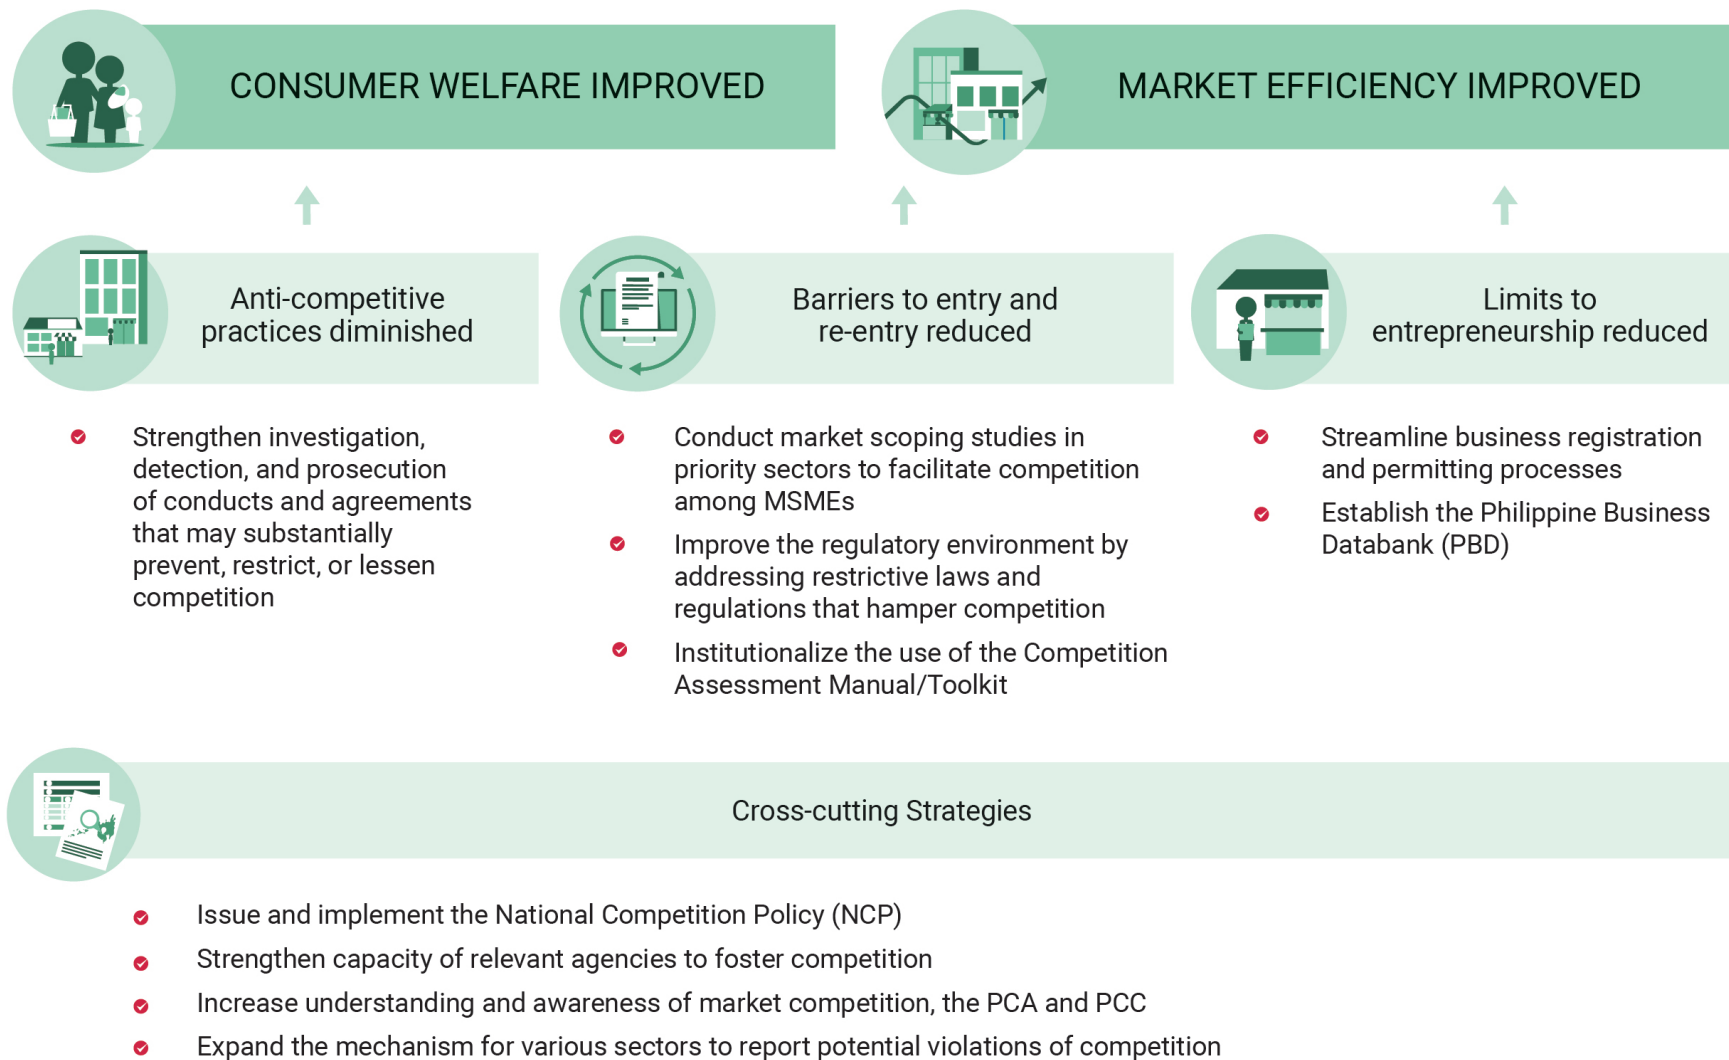 CONSUMER WELFARE IMPROVED
MARKET EFFICIENCY IMPROVED
Anti-competitive
practices diminished
Barriers to entry and
re-entry reduced
Limits to
entrepreneurship reduced
Strengthen investigation,
detection, and prosecution
of conducts and agreements
that may substantially
prevent, restrict, or lessen
competition
Conduct market scoping studies in
priority sectors to facilitate competition
among MSMEs
Improve the regulatory environment by
addressing restrictive laws and
regulations that hamper competition
Institutionalize the use of the Competition
Assessment Manual/Toolkit
Streamline business registration
and permitting processes
Establish the Philippine Business
Databank (PBD)
Cross-cutting Strategies
Issue and implement the National Competition Policy (NCP)
Strengthen capacity of relevant agencies to foster competition
Increase understanding and awareness of market competition, the PCA and PCC
Expand the mechanism for various sectors to report potential violations of competition